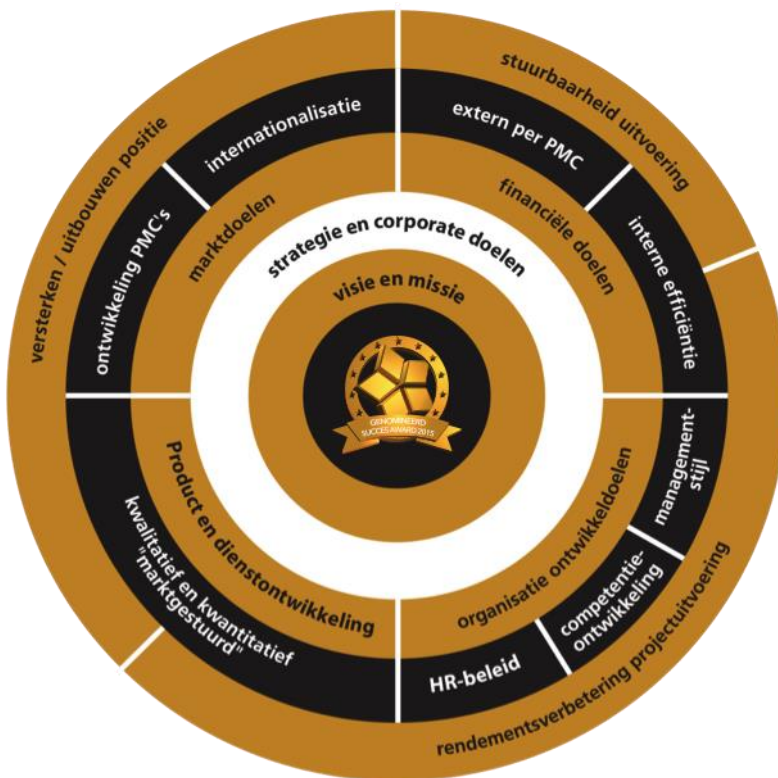 stuurbaarheid uitvoering
versterken / uitbouwen positie
internationalisatie
extern per PMC
ontwikkeling PMC's
interne efficiëntie
marktdoelen
financiële doelen
strategie en corporate doelen
visie en missie
GENOMINEERD
SUCCES AWARD 2015
Product en dienstontwikkeling
organisatie ontwikkeldoelen
management-
stijl
kwalitatief en kwantitatief
"marktgestuurd"
competentie-
ontwikkeling
HR-beleid
rendementsverbetering projectuitvoering